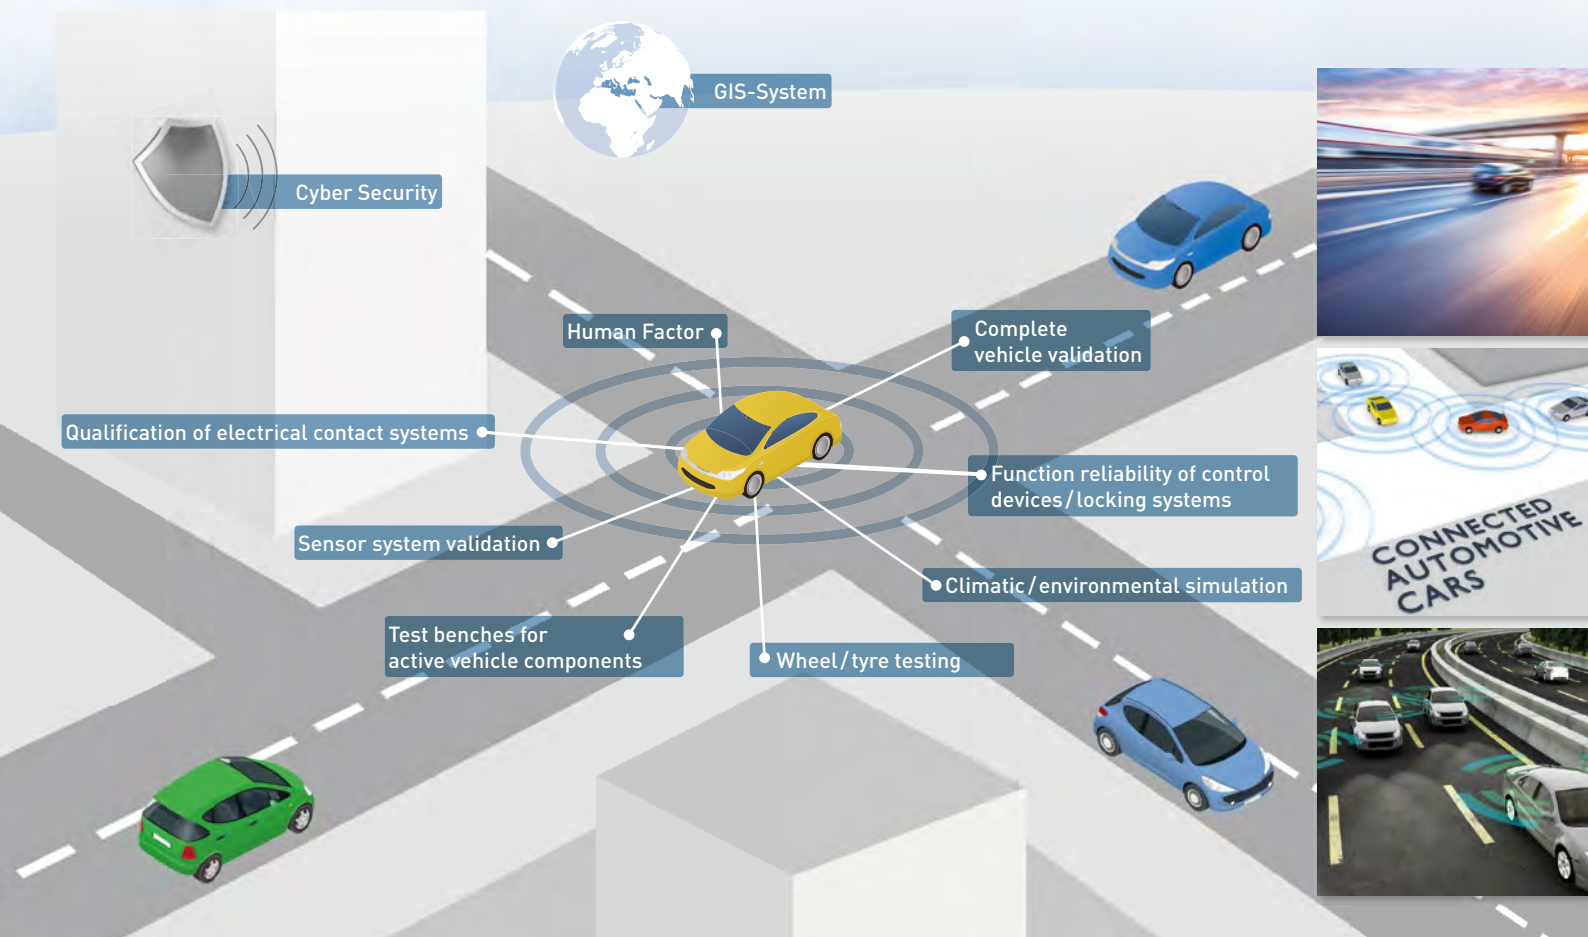 GIS-System
Cyber Security
Human Factor
Complete
vehicle validation
Qualification of electrical contact systems
Function reliability of control
devices/locking systems
Sensor system validation
Climatic/environmental simulation
Test benches for
active vehicle components
Wheel/tyre testing
CONNECTED
AUTOMOTIVE
CARS